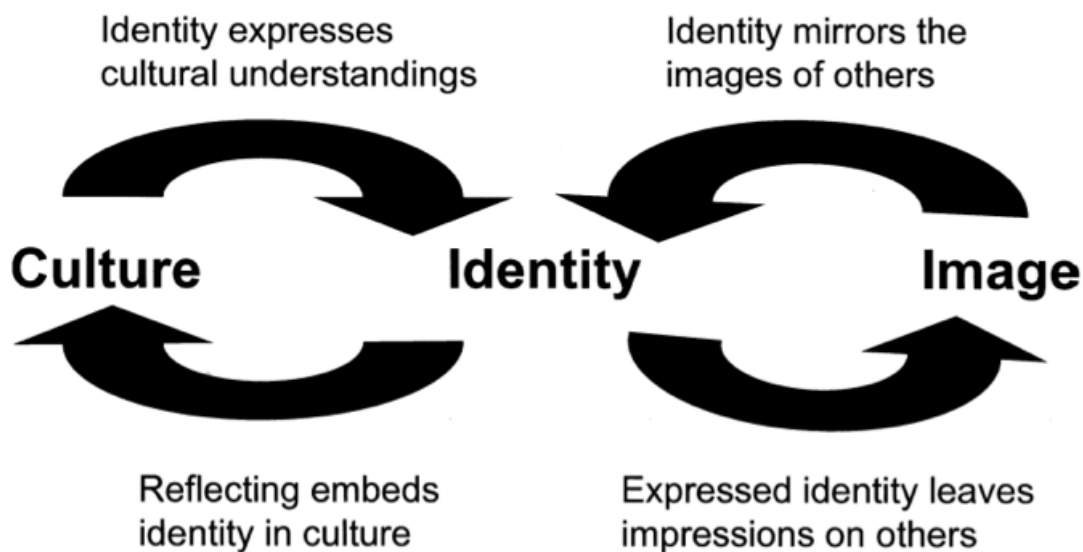 Identity expresses
cultural understandings
Identity mirrors the
images of others
Culture
Identity
Image
Reflecting embeds
identity in culture
Expressed identity leaves
impressions on others